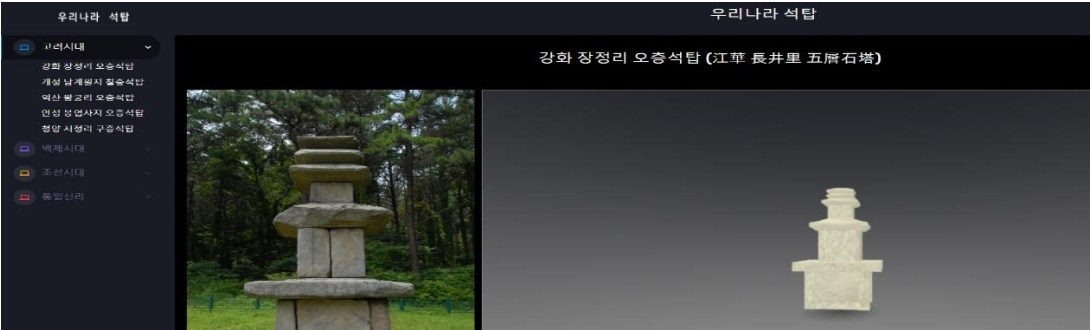 우리나라 석탑
고려시대
강화 장정리 오층석탑
개성 남계원지 칠층석탑
익산 왕궁리 오층석탑
안성 봉업사지 오층석탑
청양 서정리 구층석탑
백제시대
조선시대
통일신라
우리나라 석탑
강화 장정리 오층석탑 (江華 長井里 五層石塔)